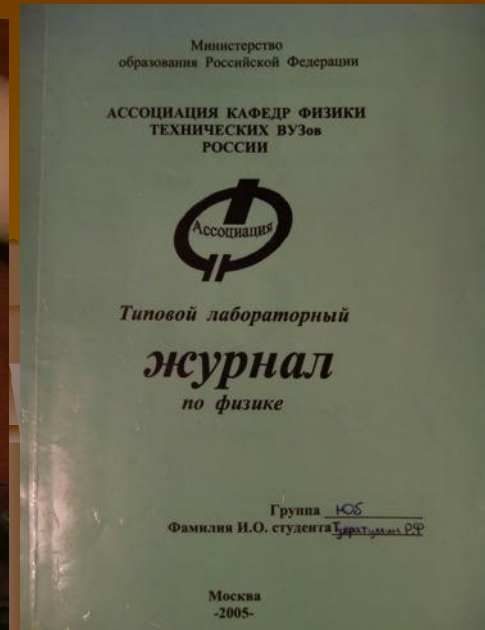 Министерство
образования Российской Федерации
АССОЦИАЦИЯ КАФЕДР ФИЗИКИ
ТЕХНИЧЕСКИХ ВУЗов
РОССИИ
Ассоциация
Типовой лабораторный
журнал
по физике
Группа Ю5
Фамилия И.О. студента Р.Ф
Москва
-2005-